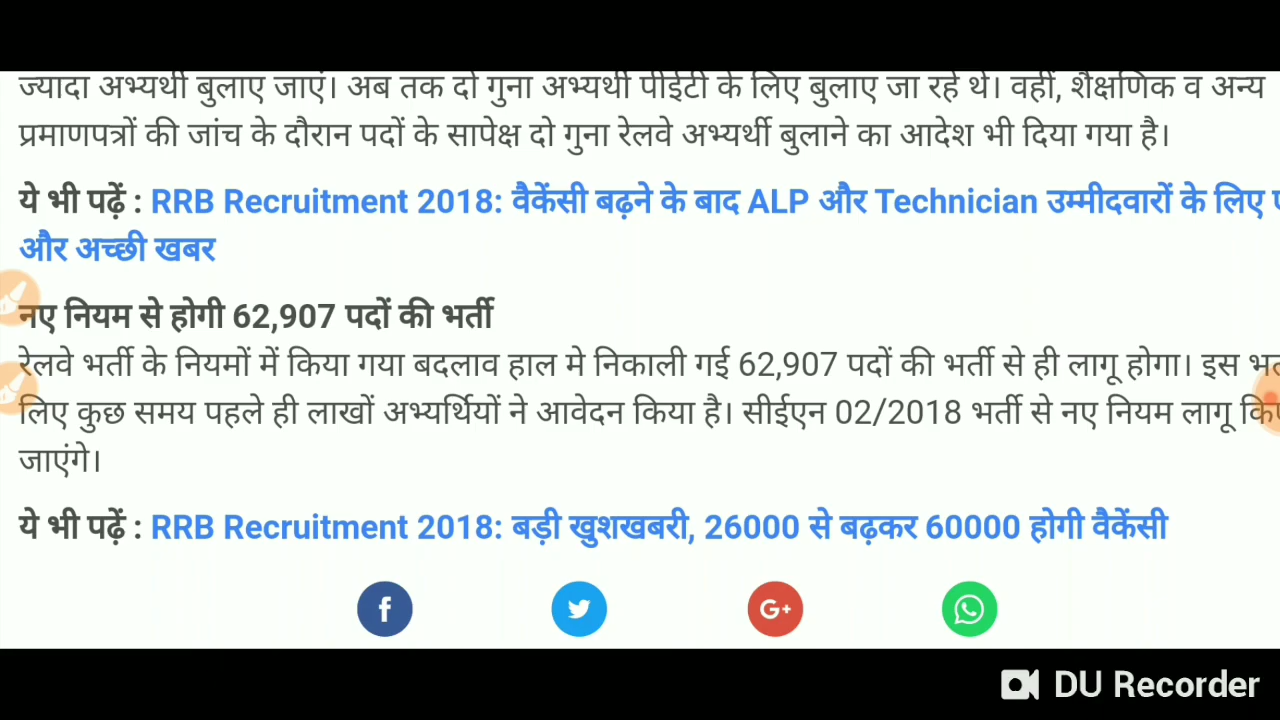 ज्यादा अभ्यर्थी बुलाए जाएं। अब तक दो गुना अभ्यर्थी पीईटी के लिए बुलाए जा रहे थे। वहीं, शैक्षणिक व अन्य
प्रमाणपत्रों की जांच के दौरान पदों के सापेक्ष दो गुना रेलवे अभ्यर्थी बुलाने का आदेश भी दिया गया है।
ये भी पढ़ें : RRB Recruitment 2018: वैकेंसी बढ़ने के बाद ALP और Technician उम्मीदवारों के लिए
और अच्छी खबर
नए नियम से होगी 62,907 पदों की भर्ती
रेलवे भर्ती के नियमों में किया गया बदलाव हाल मे निकाली गई 62,907 पदों की भर्ती से ही लागू होगा। इस
लिए कुछ समय पहले ही लाखों अभ्यर्थियों ने आवेदन किया है। सीईएन 02/2018 भर्ती से नए नियम लागू
जाएंगे।
ये भी पढ़ें : RRB Recruitment 2018: बड़ी खुशखबरी, 26000 से बढ़कर 60000 होगी वैकेंसी
f G+
DU Recorder